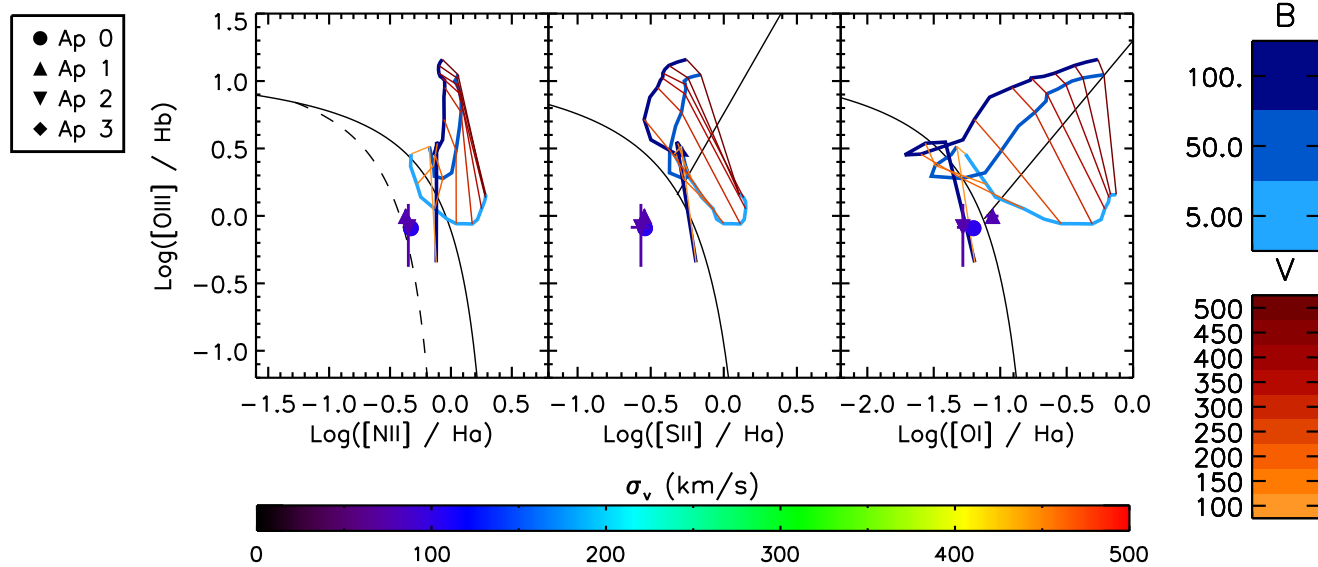 Ap 0
Ap 1
Ap 2
Ap 3
Log([OIII] / Hb)
1.5
1.0
0.5
0.0
−0.5
−1.0
−1.5 −1.0 −0.5 0.0 0.5
Log([NII] / Ha)
−1.0 −0.5 0.0 0.5
Log([SII] / Ha)
−2.0 −1.5 −1.0 −0.5 0.0
Log([OI] / Ha)
B
100.
50.0
5.00
V
500
450
400
350
300
250
200
150
100
σv (km/s)
0 100 200 300 400 500